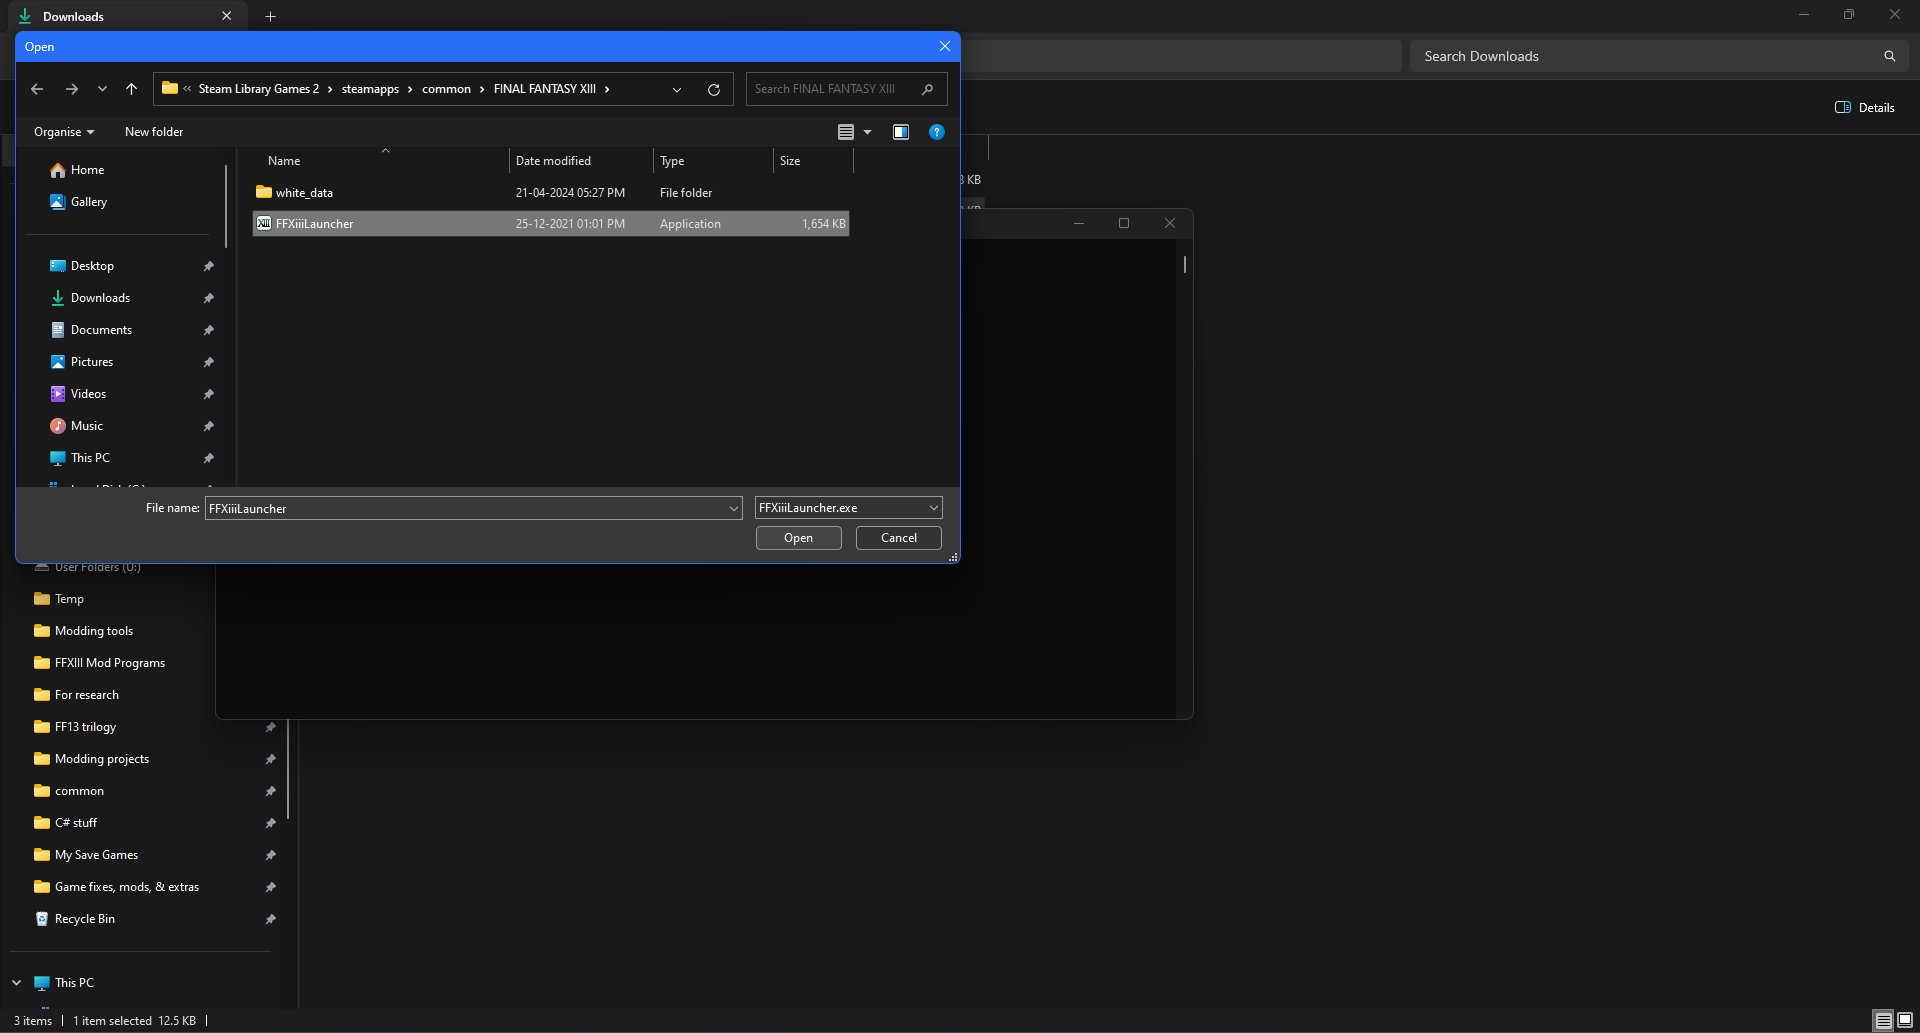 Downloads
Open
Search Downloads
Steam Library Games 2
steamapps
common
FINAL FANTASY XIII
Search FINAL FANTASY XIII
Organise
New folder
Details
Name
Date modified
Type
Size
white_data 21-04-2024 05:27 PM File folder
FFXiiiLauncher 25-12-2021 01:01 PM Application 1,654 KB
KB
Home
Gallery
Desktop
Downloads
Documents
Pictures
Videos
Music
This PC
File name: FFXiiiLauncher
FFXiiiLauncher.exe
Open
Cancel
User Folders (U:)
Temp
Modding tools
FFXIII Mod Programs
For research
FF13 trilogy
Modding projects
common
C# stuff
My Save Games
Game fixes, mods, & extras
Recycle Bin
This PC
3 items
1 item selected 12.5 KB